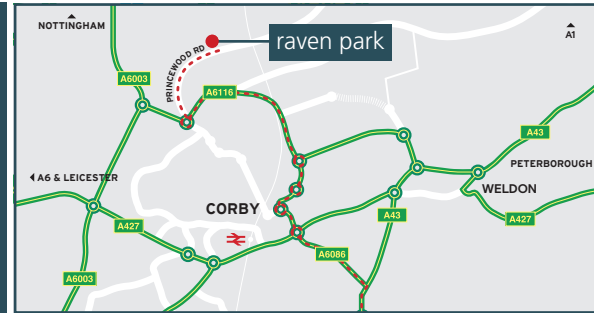 NOTTINGHAM
A1
raven park
PRINCEWOOD RD
A6003
A6116
A43
PETERBOROUGH
A6 & LEICESTER
WELDON
CORBY
A43
A427
A427
A6086
A6003